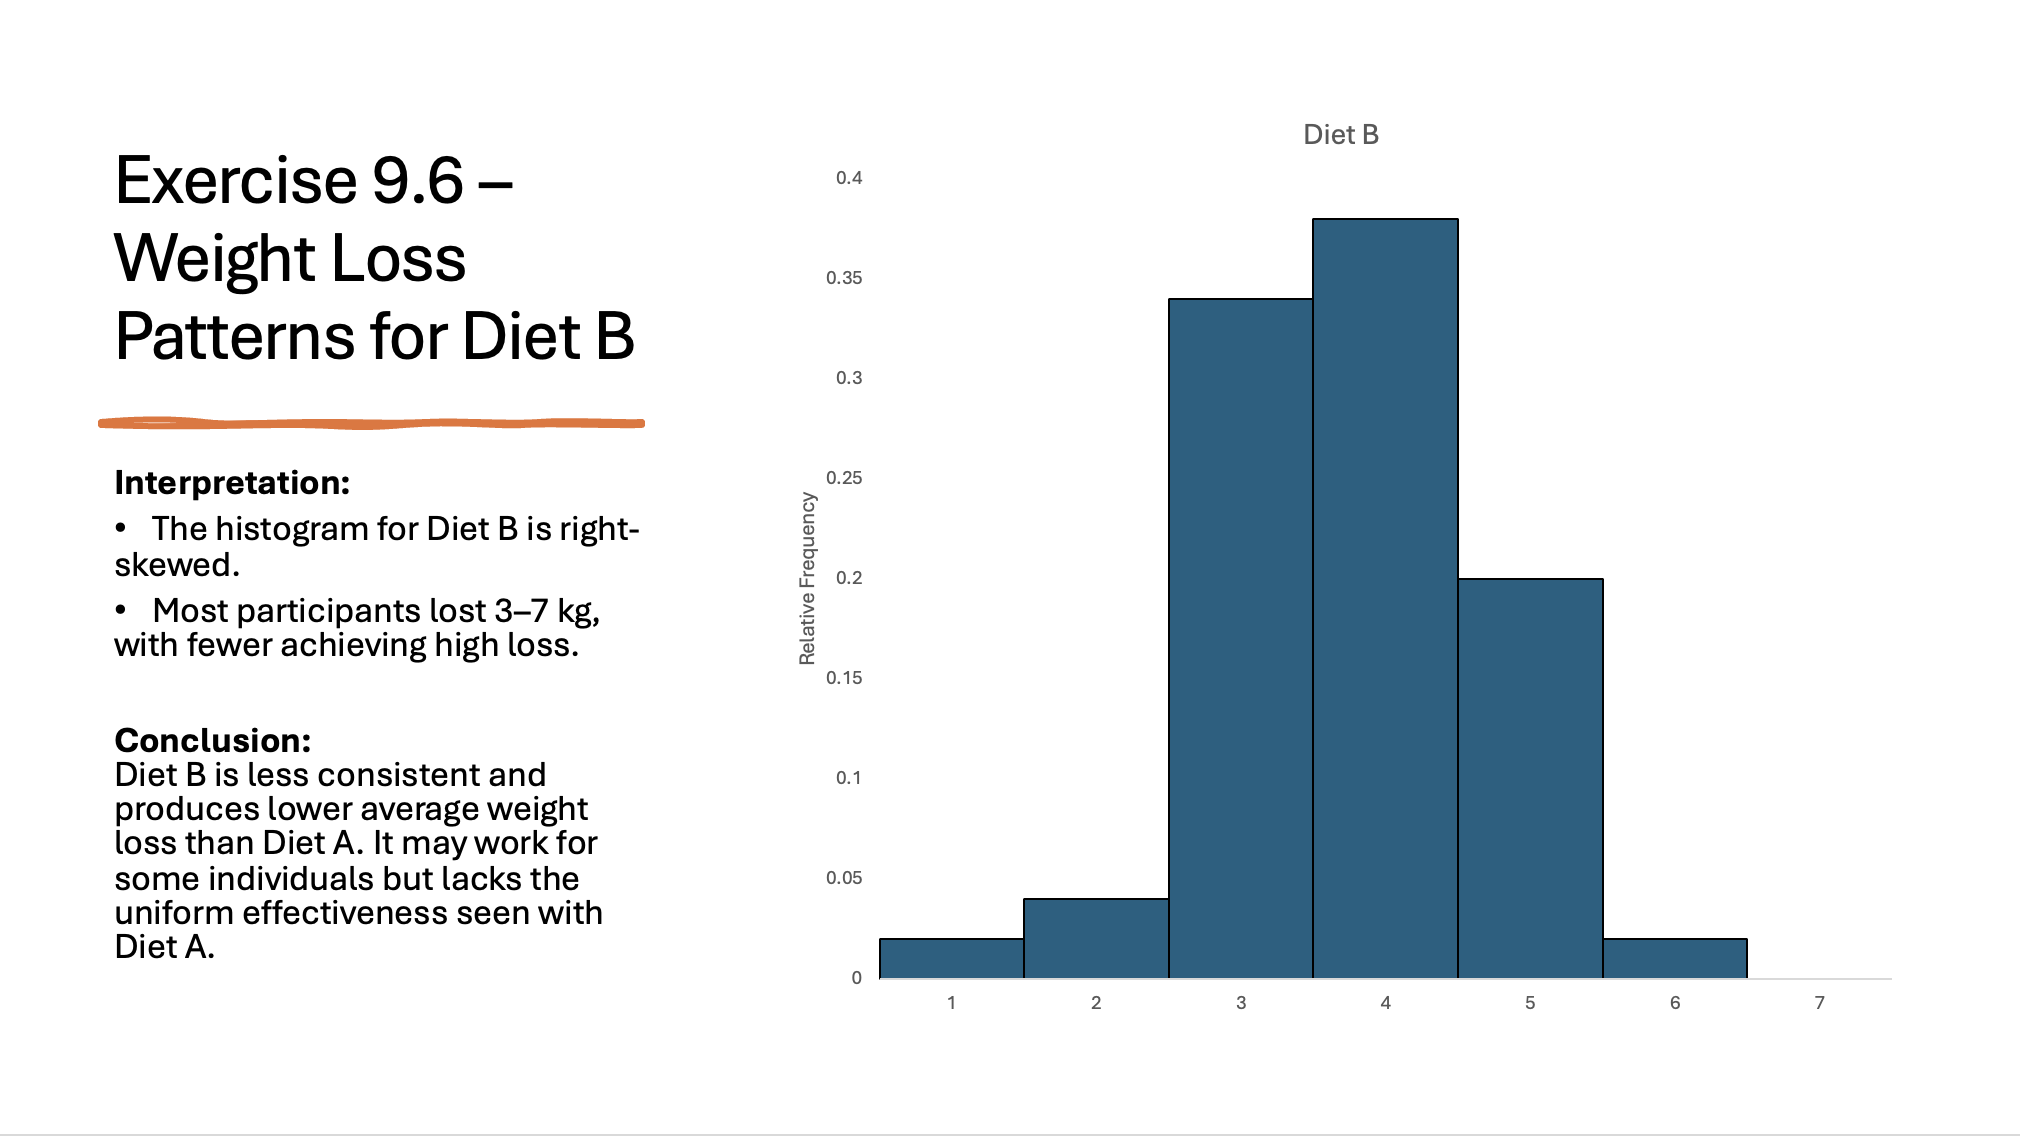 Exercise 9.6 –
Weight Loss
Patterns for Diet B
Interpretation:
• The histogram for Diet B is right-
skewed.
• Most participants lost 3–7 kg,
with fewer achieving high loss.
Conclusion:
Diet B is less consistent and
produces lower average weight
loss than Diet A. It may work for
some individuals but lacks the
uniform effectiveness seen with
Diet A.
Diet B
Relative Frequency
0.4
0.35
0.3
0.25
0.2
0.15
0.1
0.05
0
1 2 3 4 5 6 7